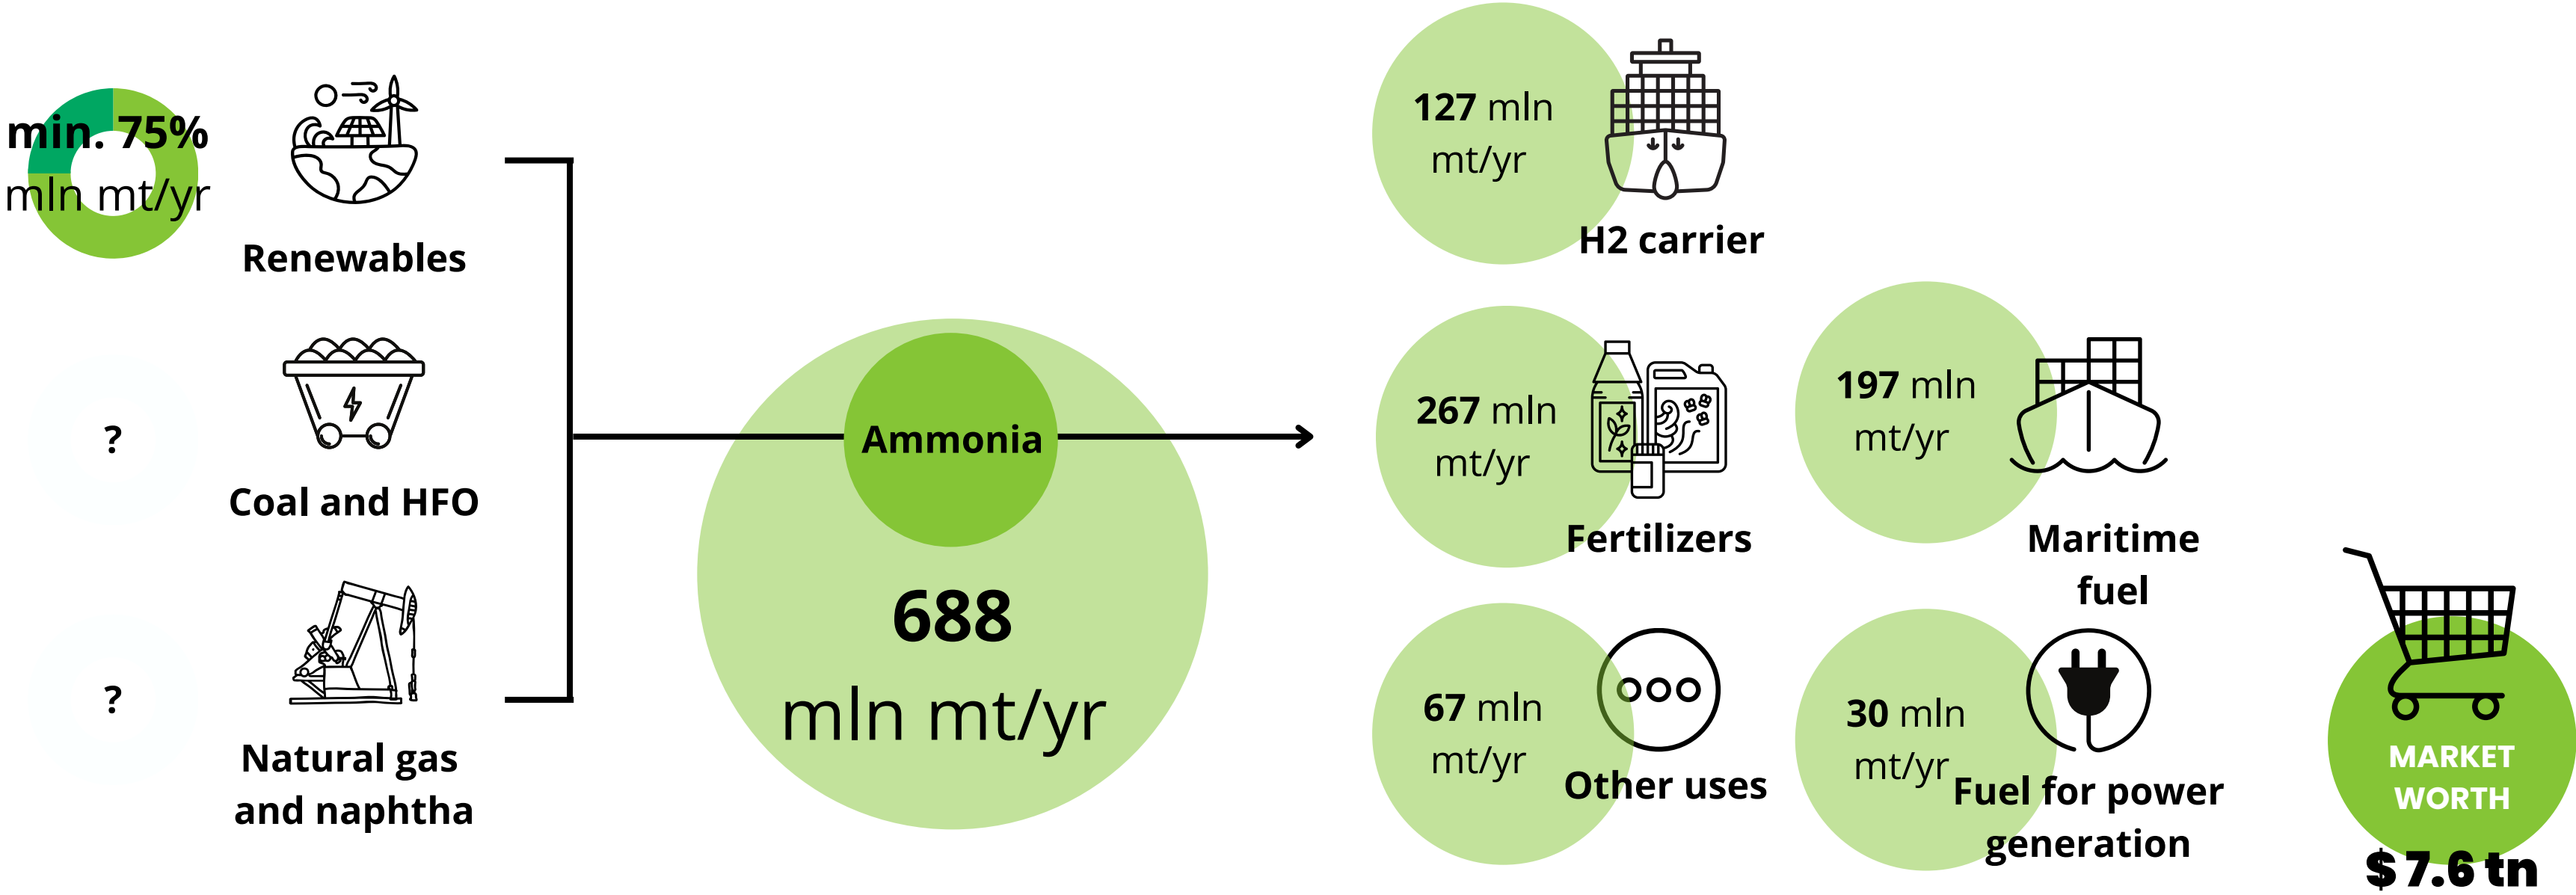 min. 75%
mln mt/yr
Renewables
?
Coal and HFO
?
Natural gas
and naphtha
Ammonia
688
mln mt/yr
127 mln
mt/yr
H2 carrier
267 mln
mt/yr
Fertilizers
197 mln
mt/yr
Maritime
fuel
67 mln
mt/yr
Other uses
30 mln
mt/yr
Fuel for power
generation
MARKET
WORTH
$ 7.6 tn